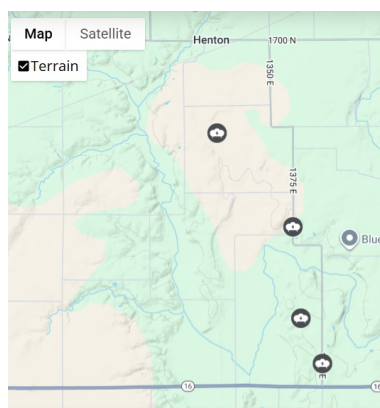 Map Satellite
Terrain
Henton
1700 N
1350 E
1375 E
Blue
16
16
E